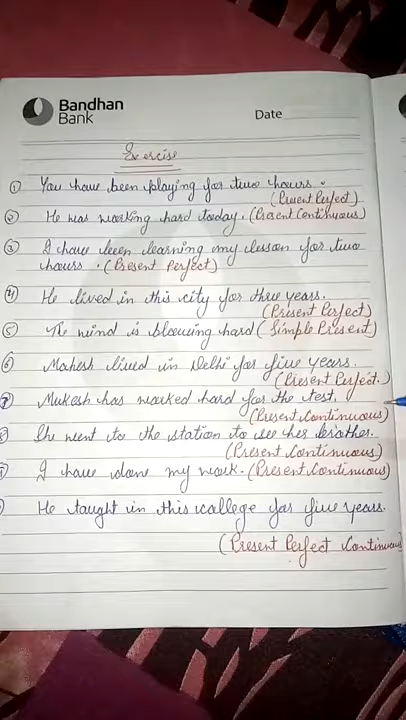 Bandhan
Bank
Date
Exercise
① You have been playing for two hours.
(Present Perfect)
② He was working hard today. (Present Continuous)
③ I have been learning my lesson for two
hours. (Present Perfect)
④ He lived in this city for three years.
(Present Perfect)
⑤ The wind is blowing hard (Simple Present)
⑥ Mahesh lived in Delhi for five years.
(Present Perfect.)
⑦ Mukesh has worked hard for the test.
(Present Continuous)
She went to the station to see her brother.
(Present Continuous)
I have done my work. (Present Continuous)
He taught in this college for five years.
(Present Perfect Continuous